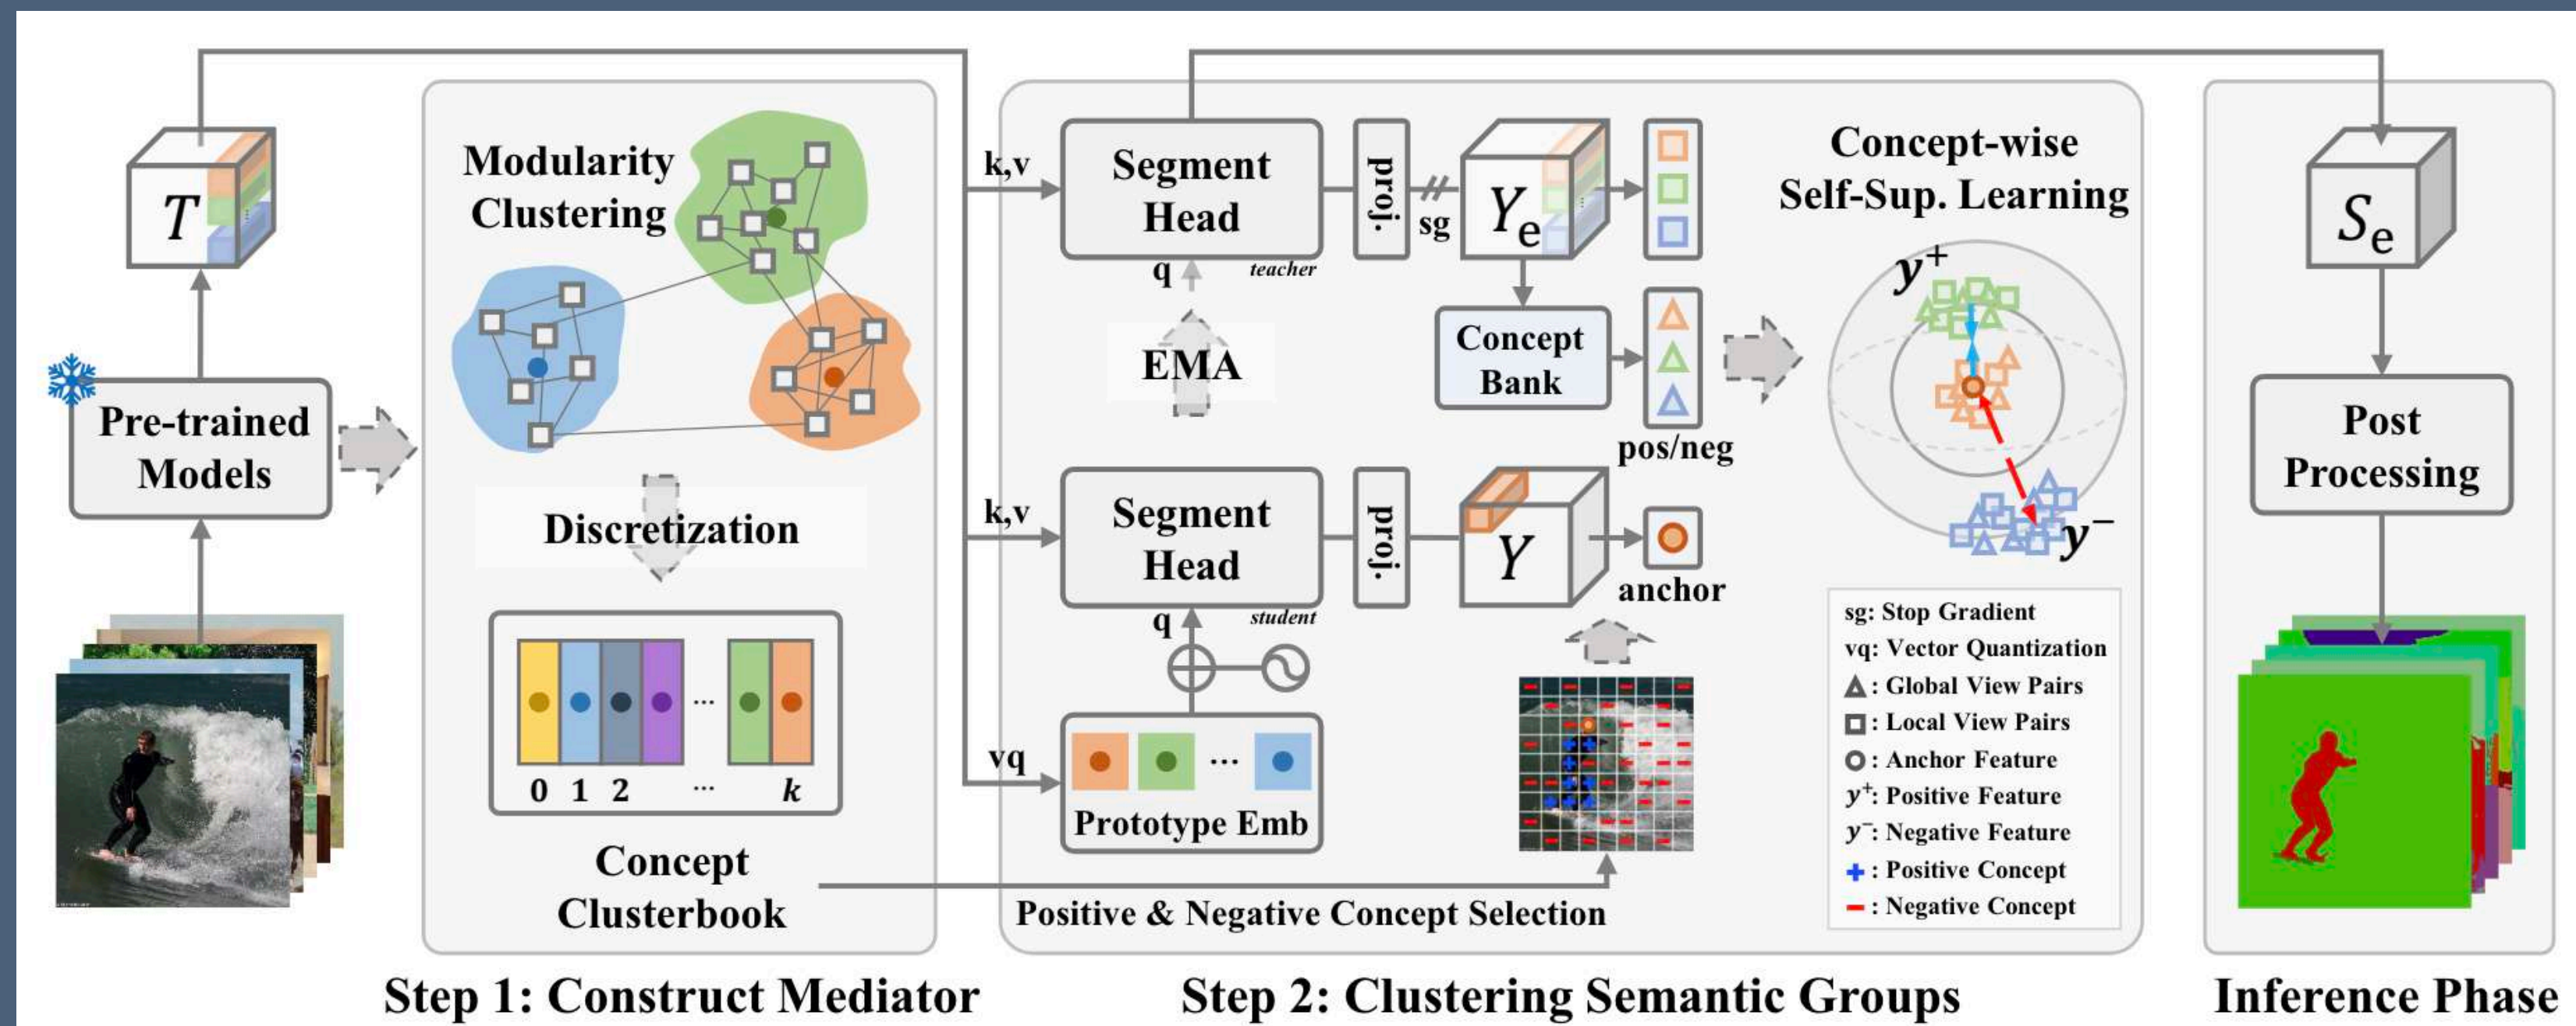 T
Pre-trained
Models
Modularity
Clustering
Discretization
0 1 2 ... k
Concept
Clusterbook
Step 1: Construct Mediator
k,v
Segment
Head
teacher
q
proj.
sg
Yₑ
EMA
Concept
Bank
pos/neg
k,v
Segment
Head
student
q
proj.
Y
anchor
vq
...
Prototype Emb
Positive & Negative Concept Selection
Concept-wise
Self-Sup. Learning
y⁺
y⁻
sg: Stop Gradient
vq: Vector Quantization
△: Global View Pairs
□: Local View Pairs
○: Anchor Feature
y⁺: Positive Feature
y⁻: Negative Feature
+: Positive Concept
−: Negative Concept
Step 2: Clustering Semantic Groups
Sₑ
Post
Processing
Inference Phase